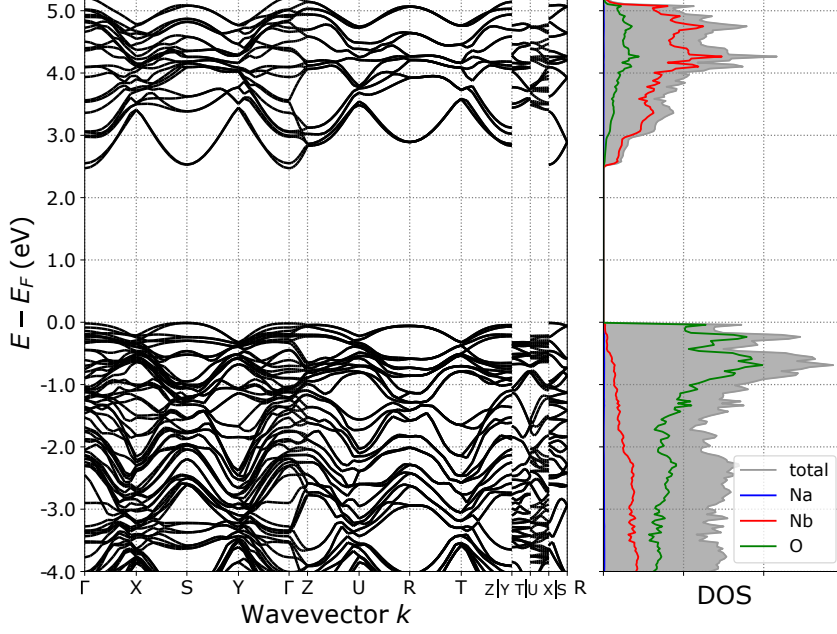 5.0
4.0
3.0
2.0
1.0
0.0
-1.0
-2.0
-3.0
-4.0
E − E_F (eV)
Γ X S Y Γ Z U R T Z|Y T|U X|S R
Wavevector k
total
Na
Nb
O
DOS